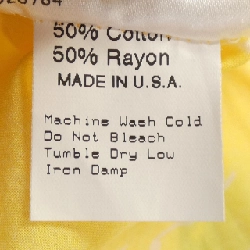 50% Cotton
50% Rayon
MADE IN U.S.A.
Machine Wash Cold
Do Not Bleach
Tumble Dry Low
Iron Damp